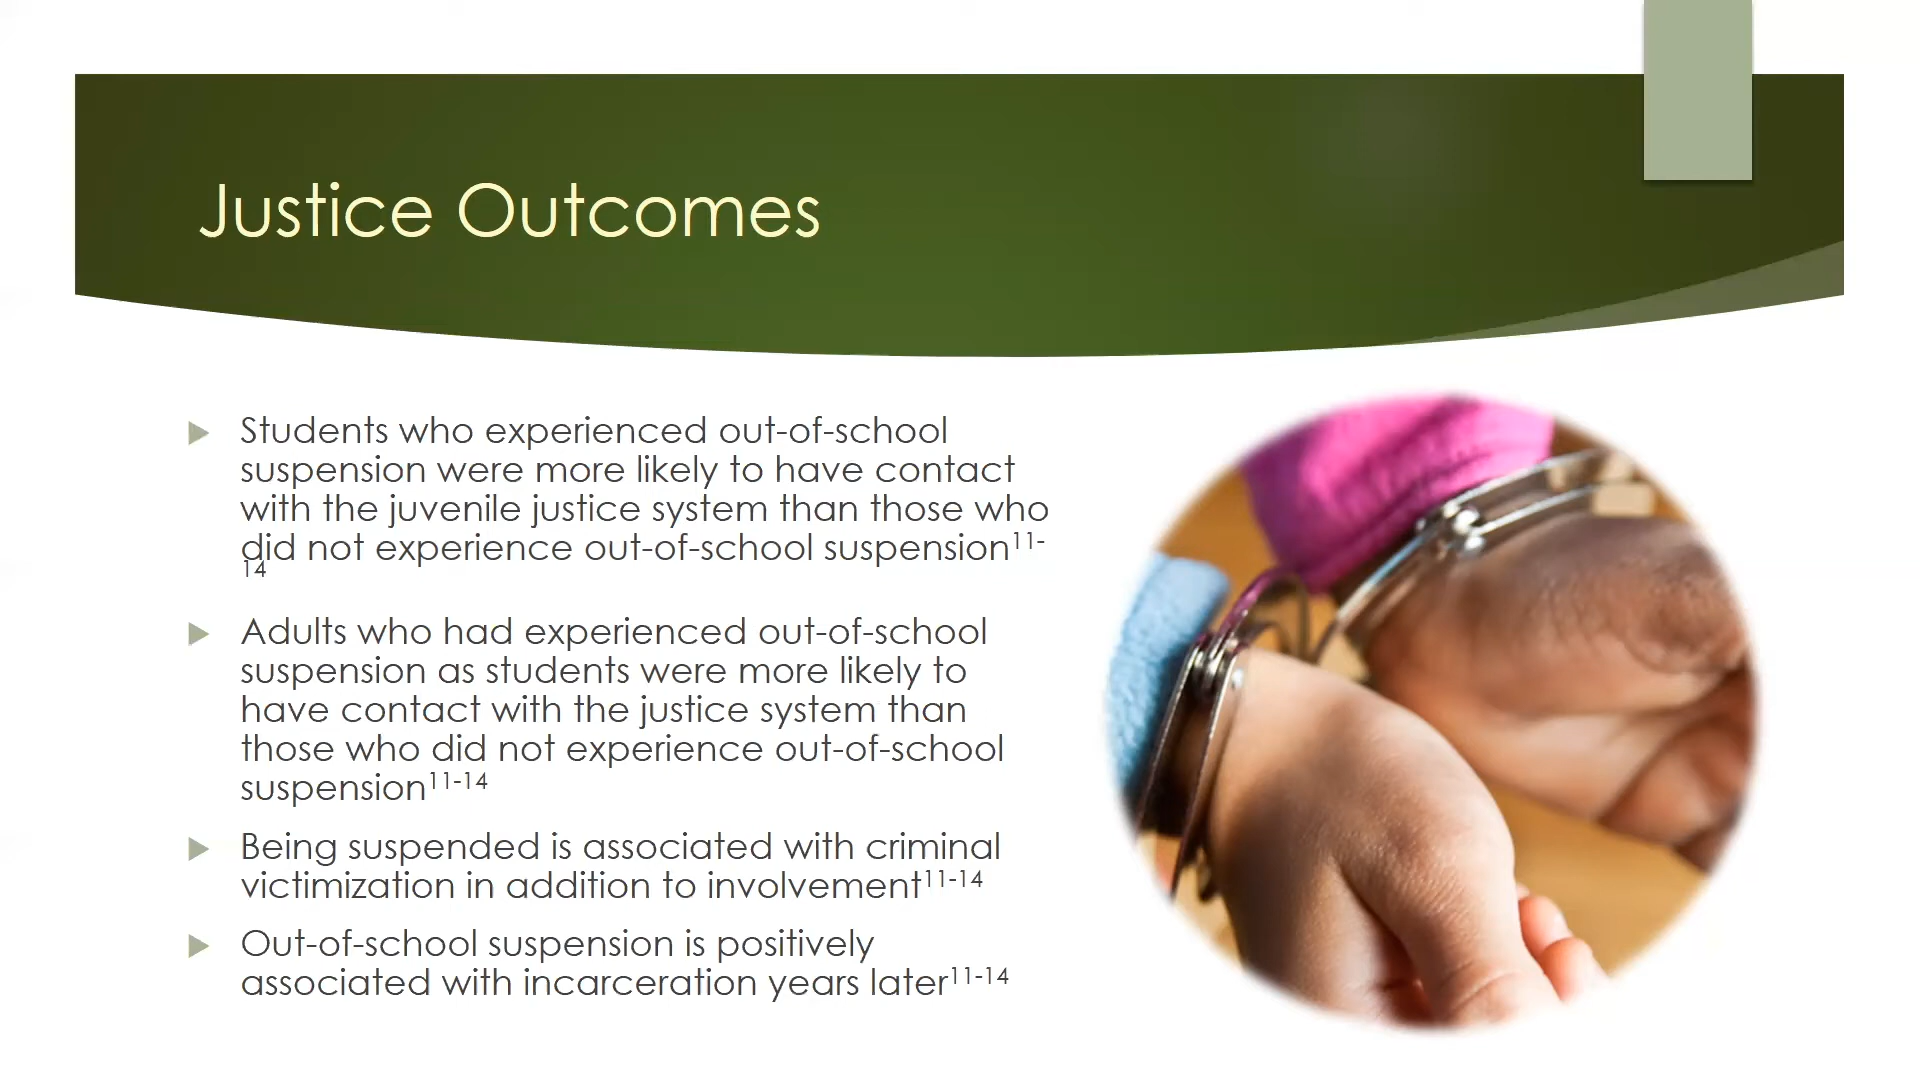 Justice Outcomes
Students who experienced out-of-school
suspension were more likely to have contact
with the juvenile justice system than those who
did not experience out-of-school suspension11-
14
Adults who had experienced out-of-school
suspension as students were more likely to
have contact with the justice system than
those who did not experience out-of-school
suspension11-14
Being suspended is associated with criminal
victimization in addition to involvement11-14
Out-of-school suspension is positively
associated with incarceration years later11-14